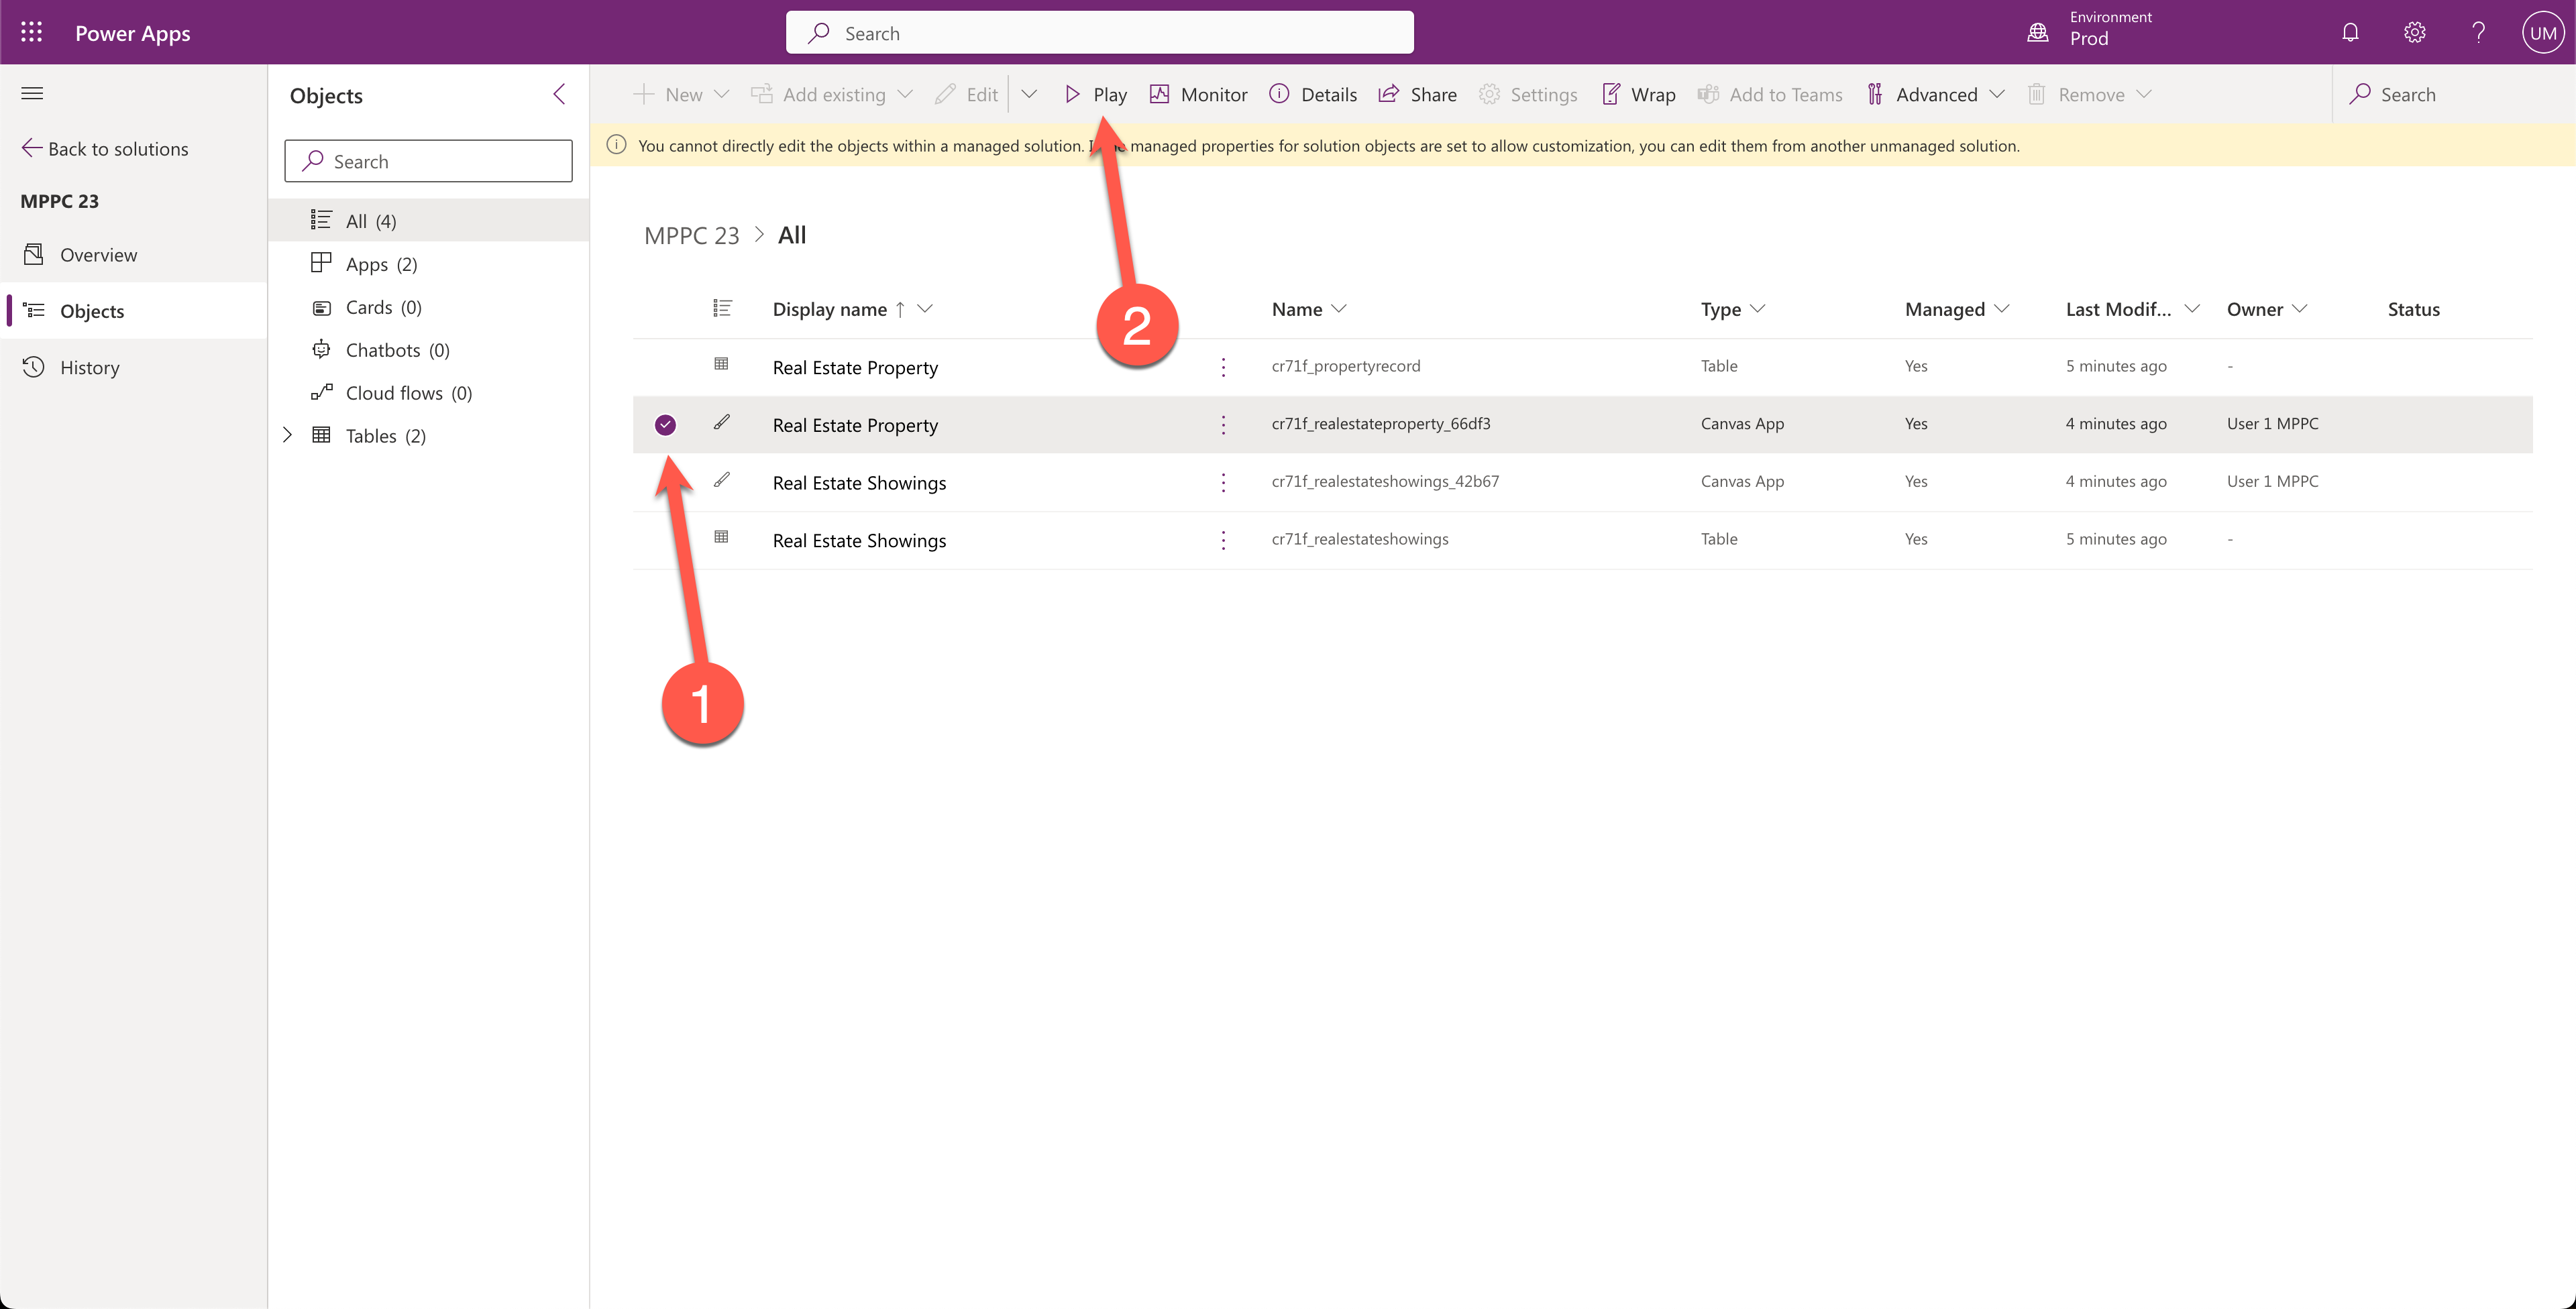 Power Apps
Search
Environment
Prod
?
UM
Objects
New
Add existing
Edit
Play
Monitor
Details
Share
Settings
Wrap
Add to Teams
Advanced
Remove
Search
Back to solutions
Search
You cannot directly edit the objects within a managed solution. managed properties for solution objects are set to allow customization, you can edit them from another unmanaged solution.
MPPC 23
Overview
Objects
History
All (4)
Apps (2)
Cards (0)
Chatbots (0)
Cloud flows (0)
Tables (2)
MPPC 23 > All
Display name ↑ Name Type Managed Last Modif... Owner Status
Real Estate Property cr71f_propertyrecord Table Yes 5 minutes ago -
Real Estate Property cr71f_realestateproperty_66df3 Canvas App Yes 4 minutes ago User 1 MPPC
Real Estate Showings cr71f_realestateshowings_42b67 Canvas App Yes 4 minutes ago User 1 MPPC
Real Estate Showings cr71f_realestateshowings Table Yes 5 minutes ago -
2
1